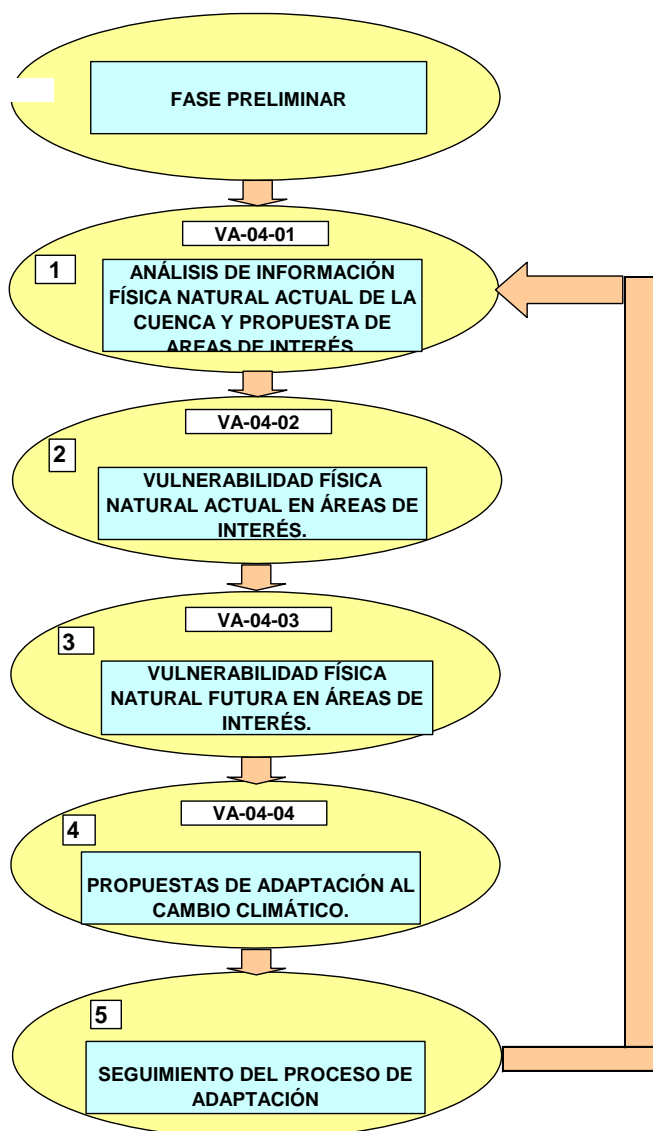 FASE PRELIMINAR
VA-04-01
1
ANÁLISIS DE INFORMACIÓN
FÍSICA NATURAL ACTUAL DE LA
CUENCA Y PROPUESTA DE
AREAS DE INTERÉS
VA-04-02
2
VULNERABILIDAD FÍSICA
NATURAL ACTUAL EN ÁREAS DE
INTERÉS.
VA-04-03
3
VULNERABILIDAD FÍSICA
NATURAL FUTURA EN ÁREAS DE
INTERÉS.
VA-04-04
4
PROPUESTAS DE ADAPTACIÓN AL
CAMBIO CLIMÁTICO.
5
SEGUIMIENTO DEL PROCESO DE
ADAPTACIÓN